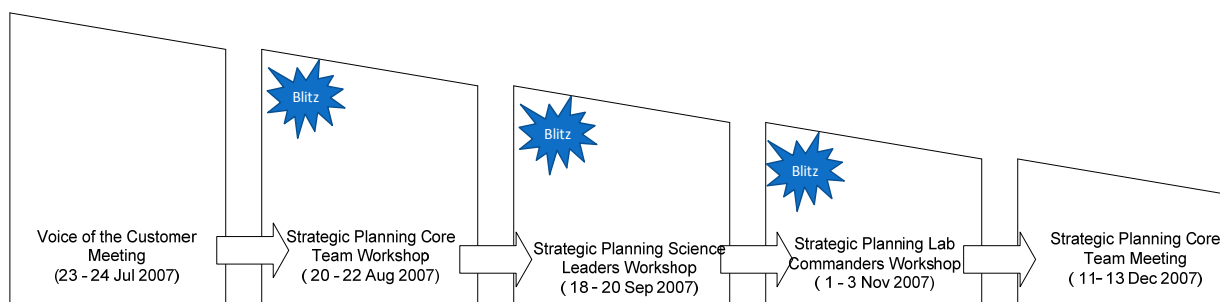 Blitz
Blitz
Blitz
Voice of the Customer
Meeting
(23 - 24 Jul 2007)
Strategic Planning Core
Team Workshop
( 20 - 22 Aug 2007)
Strategic Planning Science
Leaders Workshop
( 18 - 20 Sep 2007)
Strategic Planning Lab
Commanders Workshop
( 1 - 3 Nov 2007)
Strategic Planning Core
Team Meeting
( 11- 13 Dec 2007)